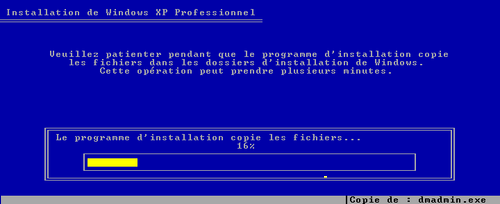 Installation de Windows XP Professionnel
Veuillez patienter pendant que le programme d'installation copie
les fichiers dans les dossiers d'installation de Windows.
Cette opération peut prendre plusieurs minutes.
Le programme d'installation copie les fichiers...
16%
Copie de : dmadmin.exe